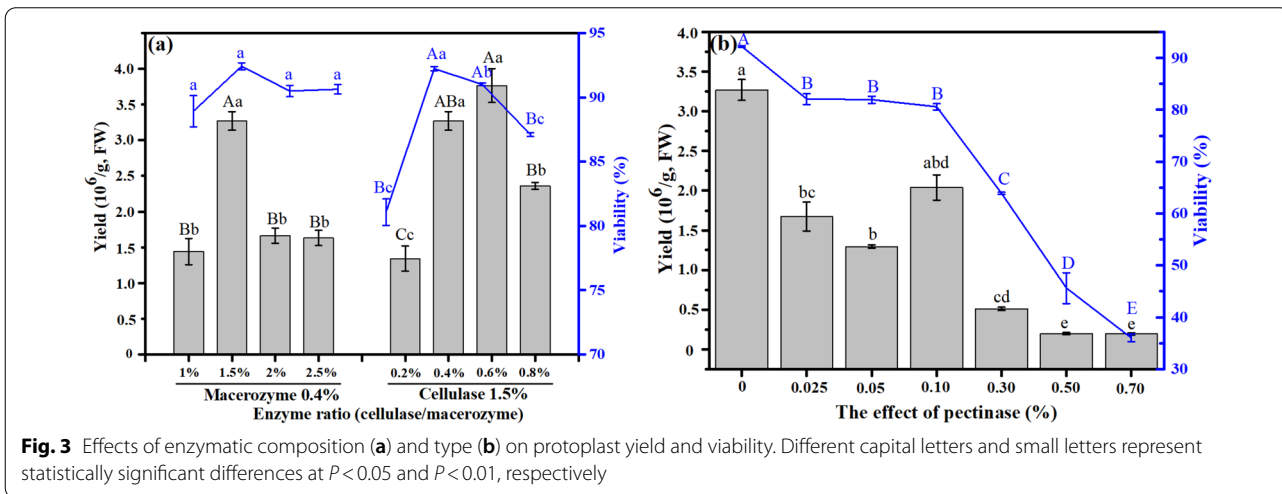 (a)
Yield (10^6/g, FW)
4.0
3.5
3.0
2.5
2.0
1.5
1.0
0.5
0
a a a a
Bb Aa Bb Bb
Bc Aa Ab Bc
Cc ABa Aa Bb
95
90
85
80
75
70
Viability (%)
1% 1.5% 2% 2.5% 0.2% 0.4% 0.6% 0.8%
Macerozyme 0.4% Cellulase 1.5%
Enzyme ratio (cellulase/macerozyme)
(b)
Yield (10^6/g, FW)
4.0
3.5
3.0
2.5
2.0
1.5
1.0
0.5
0
A B B B C D E
a bc b abd cd e e
90
80
70
60
50
40
30
Viability (%)
0 0.025 0.05 0.10 0.30 0.50 0.70
The effect of pectinase (%)
Fig. 3 Effects of enzymatic composition (a) and type (b) on protoplast yield and viability. Different capital letters and small letters represent
statistically significant differences at P < 0.05 and P < 0.01, respectively